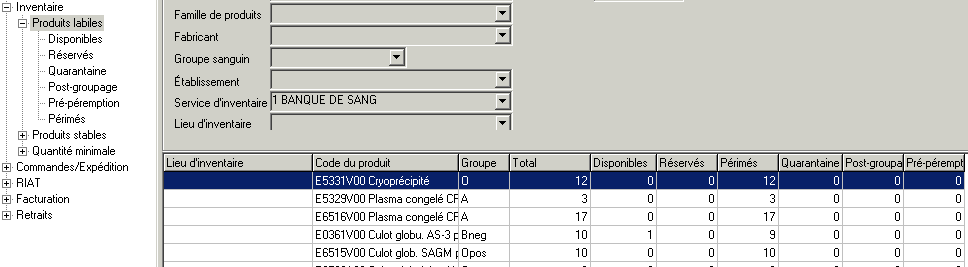 Inventaire
Produits labiles
Disponibles
Réservés
Quarantaine
Post-groupage
Pré-péremption
Périmés
Produits stables
Quantité minimale
Commandes/Expédition
RIAT
Facturation
Retraits
Famille de produits
Fabricant
Groupe sanguin
Établissement
Service d'inventaire 1 BANQUE DE SANG
Lieu d'inventaire
Lieu d'inventaire Code du produit Groupe Total Disponibles Réservés Périmés Quarantaine Post-groupa Pré-pérempt
E5331V00 Cryoprécipité O 12 0 0 12 0 0 0
E5329V00 Plasma congelé CF A 3 0 0 3 0 0 0
E6516V00 Plasma congelé CF A 17 0 0 17 0 0 0
E0361V00 Culot globu. AS-3 p Bneg 10 1 0 9 0 0 0
E6515V00 Culot glob. SAGM p Opos 10 0 0 10 0 0 0